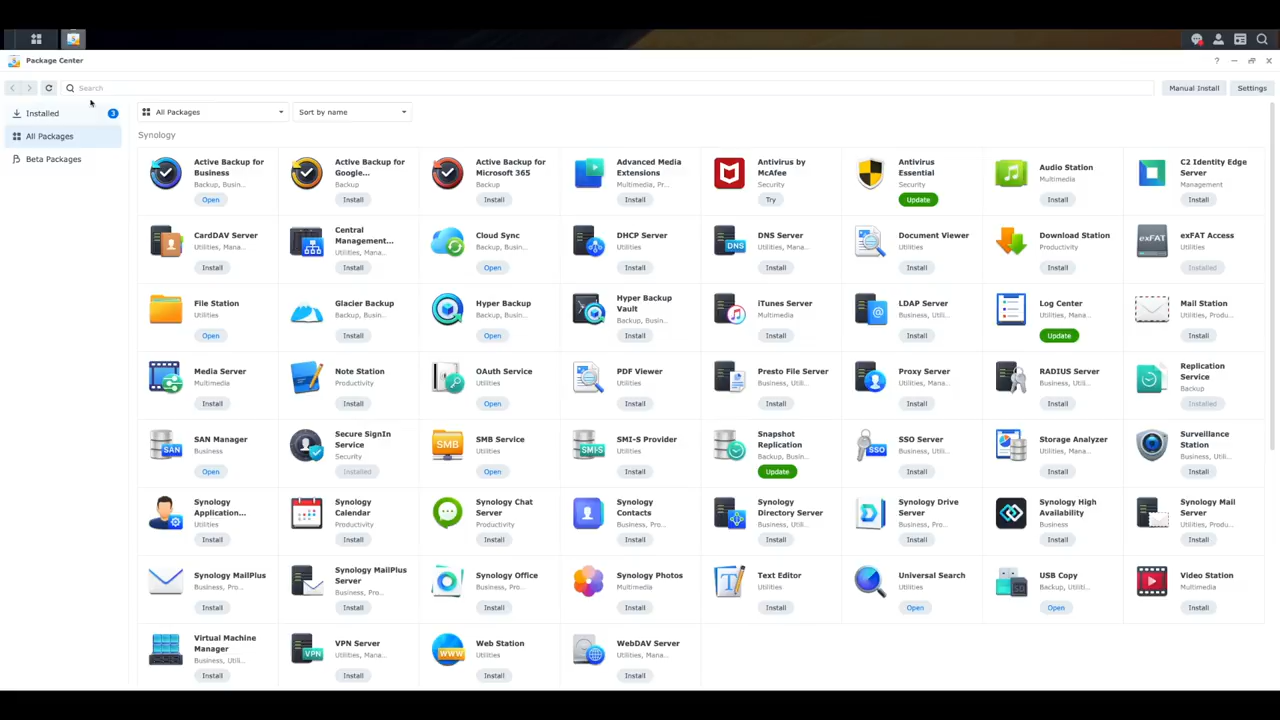 Package Center
?
Search
Manual Install
Settings
Installed
3
All Packages
Beta Packages
All Packages
Sort by name
Synology
Active Backup for
Business
Backup, Busin...
Open
Active Backup for
Google...
Backup
Install
Active Backup for
Microsoft 365
Backup
Install
Advanced Media
Extensions
Multimedia, Pr...
Install
Antivirus by
McAfee
Security
Try
Antivirus
Essential
Security
Update
Audio Station
Multimedia
Install
C2 Identity Edge
Server
Management
Install
CardDAV Server
Utilities, Mana...
Install
Central
Management...
Utilities, Mana...
Install
Cloud Sync
Backup, Busin...
Open
DHCP Server
Utilities
Install
DNS
DNS Server
Utilities, Mana...
Install
Document Viewer
Utilities
Install
Download Station
Productivity
Install
exFAT
exFAT Access
Utilities
Installed
File Station
Utilities
Open
Glacier Backup
Backup, Busin...
Install
Hyper Backup
Backup, Busin...
Open
Hyper Backup
Vault
Backup, Busin...
Install
iTunes Server
Multimedia
Install
@
LDAP Server
Business, Utili...
Install
Log Center
Utilities, Mana...
Update
Mail Station
Utilities, Produ...
Install
Media Server
Multimedia
Install
Note Station
Productivity
Install
OAuth Service
Utilities
Open
PDF Viewer
Utilities
Install
Presto File Server
Business, Utili...
Install
Proxy Server
Utilities, Mana...
Install
RADIUS Server
Business, Utili...
Install
Replication
Service
Backup
Installed
SAN
SAN Manager
Business
Open
Secure SignIn
Service
Security
Installed
SMB
SMB Service
Utilities
Open
SMI-S
SMI-S Provider
Utilities
Install
Snapshot
Replication
Backup, Busin...
Update
SSO
SSO Server
Utilities
Install
Storage Analyzer
Utilities, Mana...
Install
Surveillance
Station
Business, Utili...
Install
Synology
Application...
Utilities
Install
Synology
Calendar
Productivity
Install
Synology Chat
Server
Productivity
Install
Synology
Contacts
Business, Pro...
Install
Synology
Directory Server
Business, Utili...
Install
Synology Drive
Server
Business, Pro...
Install
Synology High
Availability
Business
Install
Synology Mail
Server
Utilities, Produ...
Install
Synology MailPlus
Business, Pro...
Install
Synology MailPlus
Server
Business, Pro...
Install
Synology Office
Business, Pro...
Install
Synology Photos
Multimedia
Install
T
Text Editor
Utilities
Install
Universal Search
Utilities
Open
USB Copy
Backup, Utiliti...
Open
Video Station
Multimedia
Install
Virtual Machine
Manager
Business, Utili...
Install
VPN
VPN Server
Utilities, Mana...
Install
WWW
Web Station
Utilities
Install
WebDAV Server
Utilities, Mana...
Install